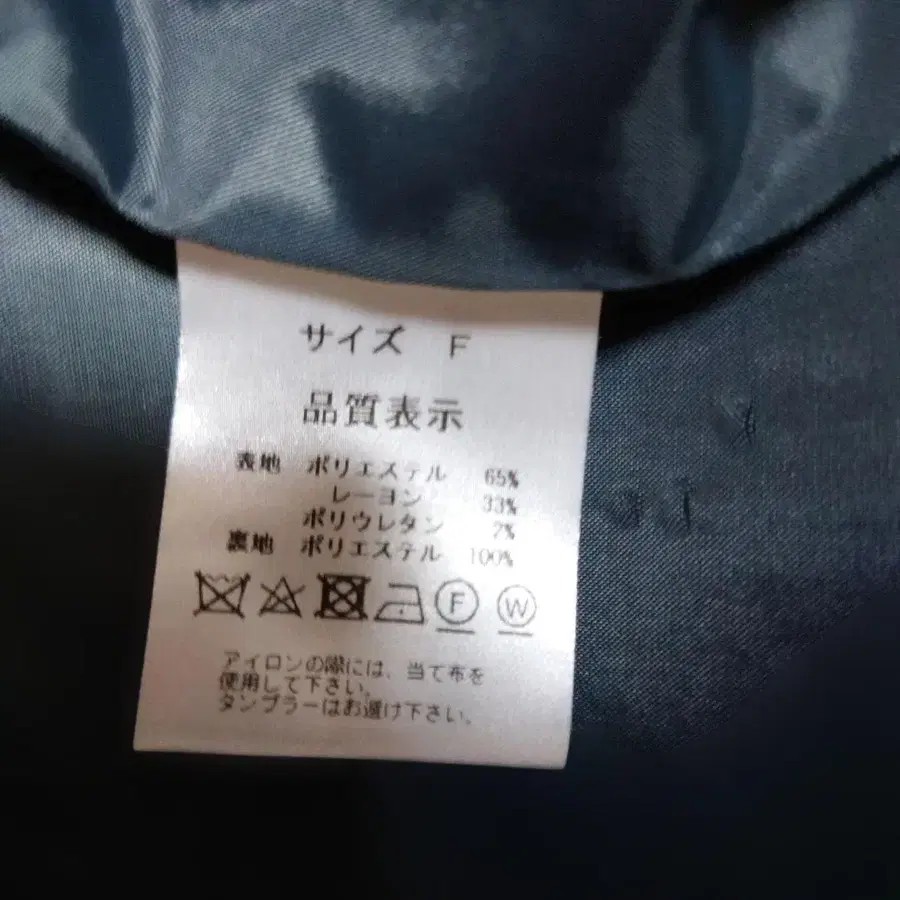 サイズ F
品質表示
表地 ポリエステル 65%
レーヨン 33%
ポリウレタン 2%
裏地 ポリエステル 100%
F W
アイロンの際には、当て布を
使用して下さい。
タンブラーはお避け下さい。